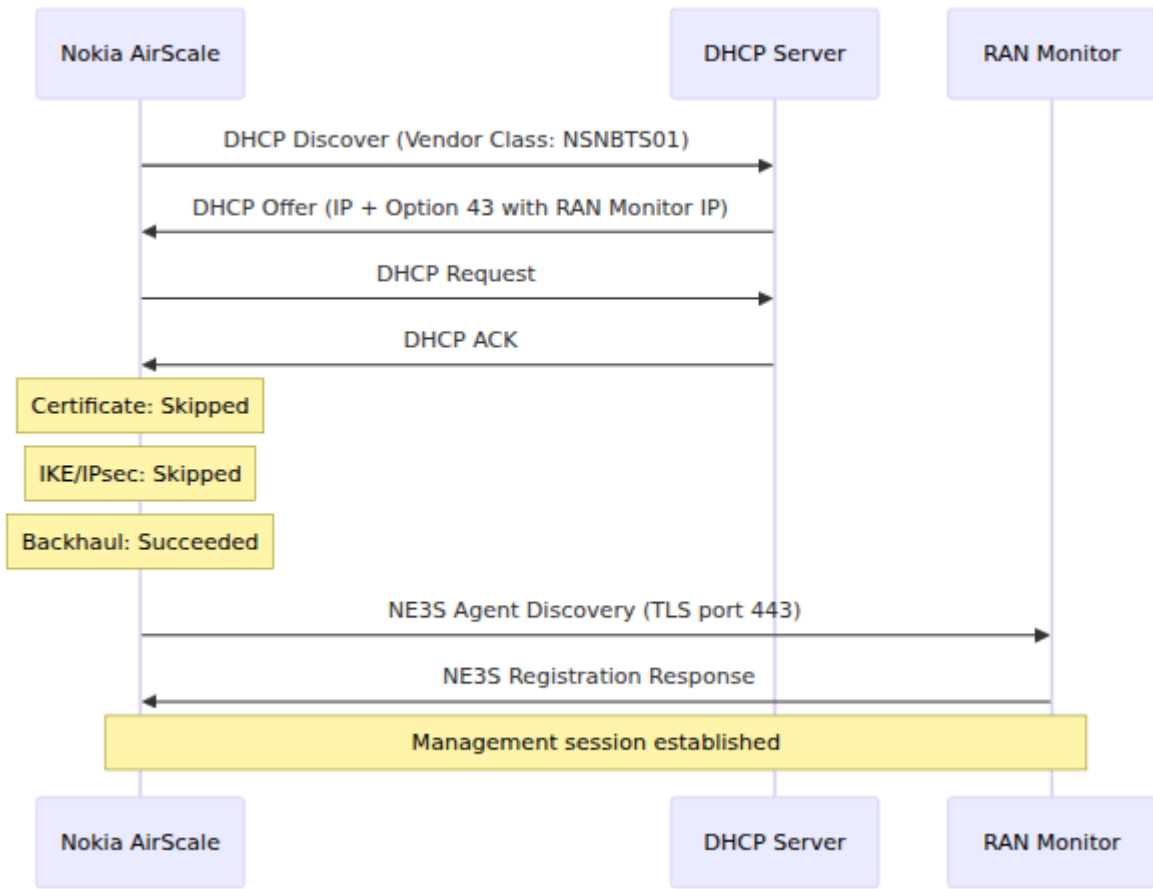 Nokia AirScale
DHCP Server
RAN Monitor
DHCP Discover (Vendor Class: NSNBTS01)
DHCP Offer (IP + Option 43 with RAN Monitor IP)
DHCP Request
DHCP ACK
Certificate: Skipped
IKE/IPsec: Skipped
Backhaul: Succeeded
NE3S Agent Discovery (TLS port 443)
NE3S Registration Response
Management session established
Nokia AirScale
DHCP Server
RAN Monitor